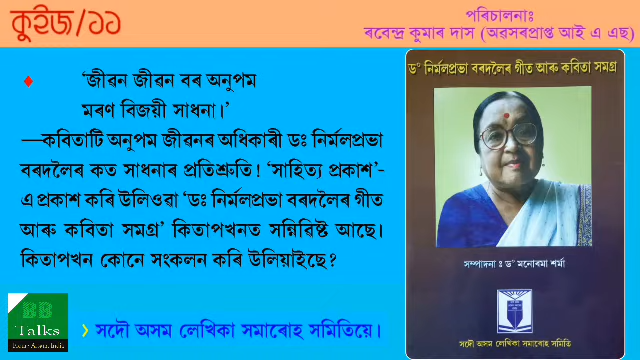 কুইজ/১১
পৰিচালনাঃ
ৰবেন্দ্ৰ কুমাৰ দাস (অৱসৰপ্ৰাপ্ত আই এ এছ)
‘জীৱন জীৱন বৰ অনুপম
মৰণ বিজয়ী সাধনা।’
—কবিতাটি অনুপম জীৱনৰ অধিকাৰী ডঃ নিৰ্মলপ্ৰভা
বৰদলৈৰ কত সাধনাৰ প্ৰতিশ্ৰুতি! ‘সাহিত্য প্ৰকাশ’-
এ প্ৰকাশ কৰি উলিওৱা ‘ডঃ নিৰ্মলপ্ৰভা বৰদলৈৰ গীত
আৰু কবিতা সমগ্ৰ’ কিতাপখনত সন্নিৱিষ্ট আছে।
কিতাপখন কোনে সংকলন কৰি উলিয়াইছে?
সদৌ অসম লেখিকা সমাৰোহ সমিতিয়ে।
BB
Talks
ড° নিৰ্মলপ্ৰভা বৰদলৈৰ গীত আৰু কবিতা সমগ্ৰ
সম্পাদনা ঃ ড° মনোৰমা শৰ্মা
সদৌ অসম লেখিকা সমাৰোহ সমিতি